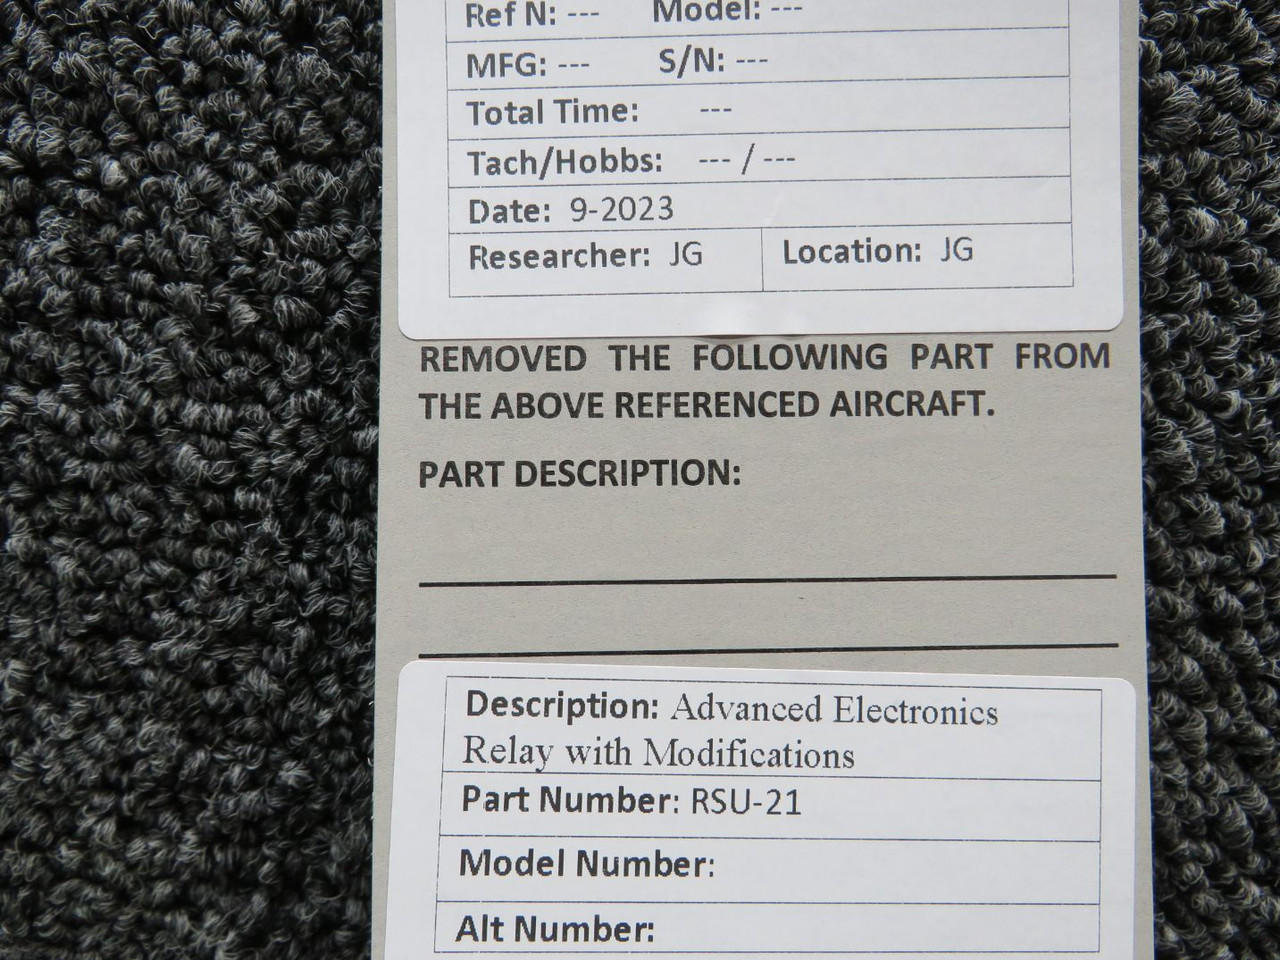 Ref N: --- Model: ---
MFG: --- S/N: ---
Total Time: ---
Tach/Hobbs: --- / ---
Date: 9-2023
Researcher: JG Location: JG
REMOVED THE FOLLOWING PART FROM
THE ABOVE REFERENCED AIRCRAFT.
PART DESCRIPTION:
Description: Advanced Electronics
Relay with Modifications
Part Number: RSU-21
Model Number:
Alt Number: